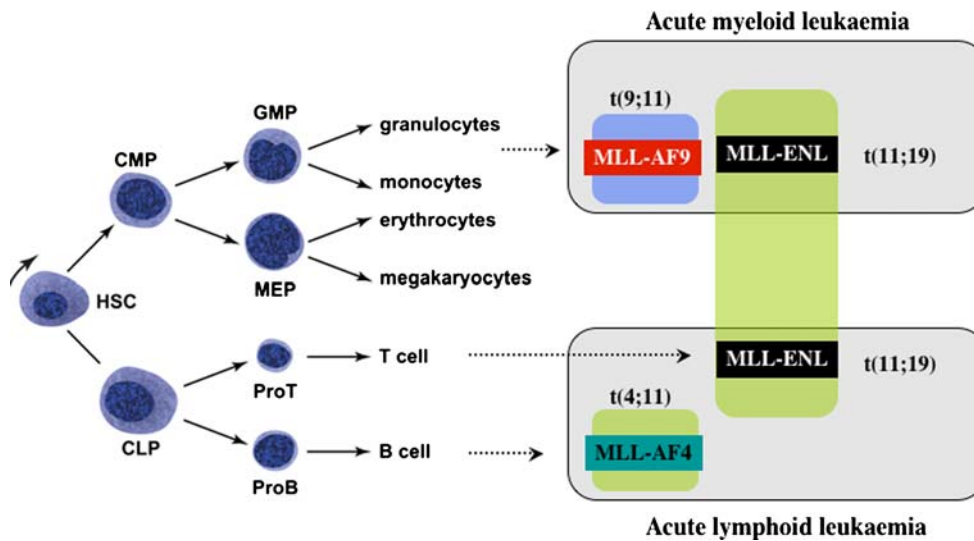 Acute myeloid leukaemia
t(9;11)
MLL-AF9
MLL-ENL
t(11;19)
GMP
granulocytes
CMP
monocytes
erythrocytes
HSC
MEP
megakaryocytes
ProT
T cell
MLL-ENL
t(11;19)
t(4;11)
CLP
ProB
B cell
MLL-AF4
Acute lymphoid leukaemia